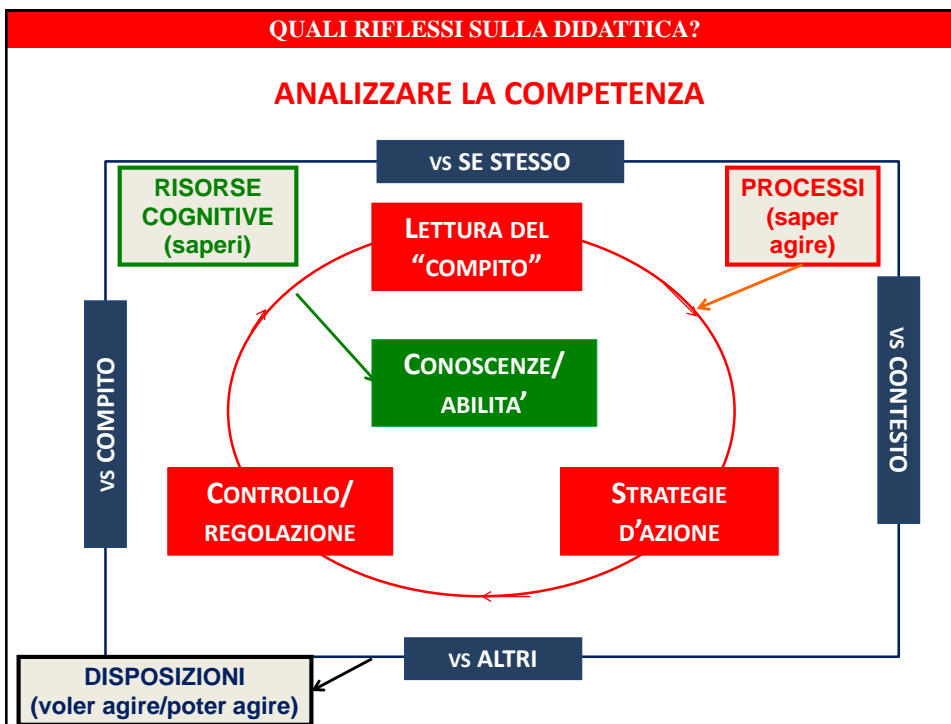 QUALI RIFLESSI SULLA DIDATTICA?
ANALIZZARE LA COMPETENZA
VS SE STESSO
RISORSE
COGNITIVE
(saperi)
PROCESSI
(saper
agire)
LETTURA DEL
“COMPITO”
CONOSCENZE/
ABILITA’
VS COMPITO
VS CONTESTO
CONTROLLO/
REGOLAZIONE
STRATEGIE
D’AZIONE
VS ALTRI
DISPOSIZIONI
(voler agire/poter agire)